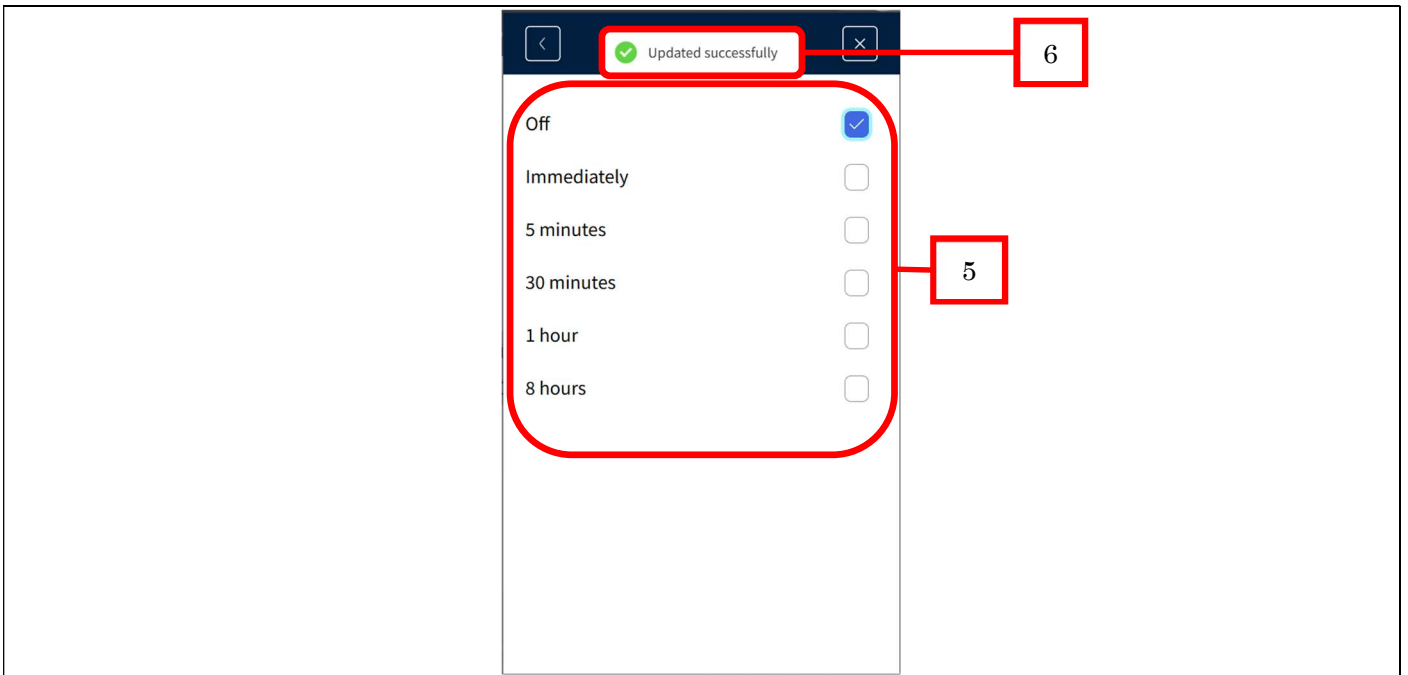 Updated successfully
6
Off
Immediately
5 minutes
30 minutes
5
1 hour
8 hours